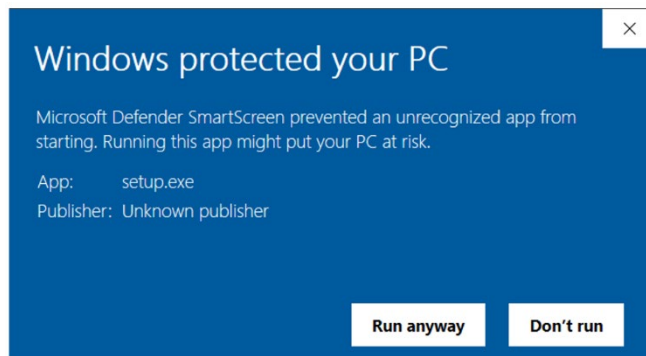 Windows protected your PC
Microsoft Defender SmartScreen prevented an unrecognized app from
starting. Running this app might put your PC at risk.
App: setup.exe
Publisher: Unknown publisher
Run anyway Don’t run